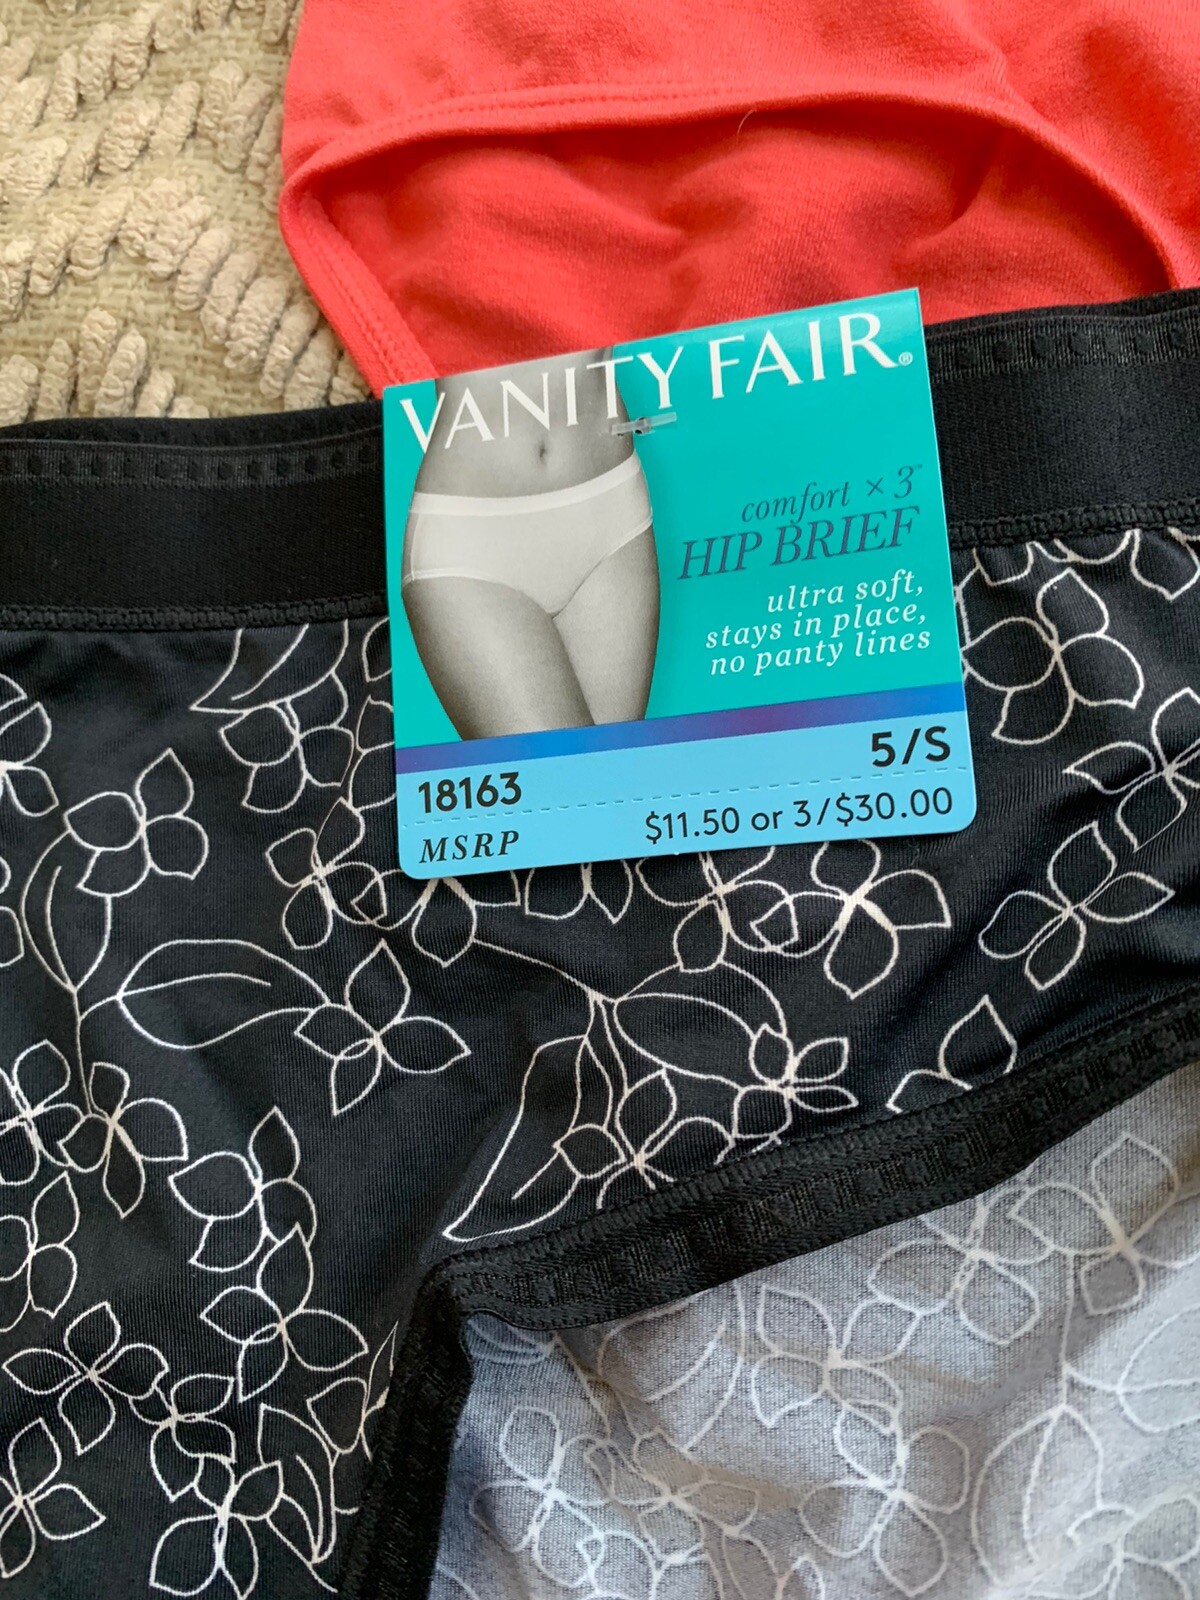 VANITY FAIR®
comfort × 3™
HIP BRIEF
ultra soft,
stays in place,
no panty lines
18163 5/S
MSRP $11.50 or 3/$30.00